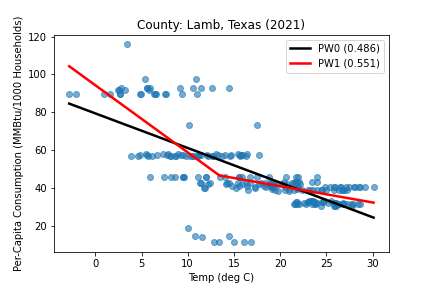 County: Lamb, Texas (2021)
PW0 (0.486)
PW1 (0.551)
Per-Capita Consumption (MMBtu/1000 Households)
120
100
80
60
40
20
0 5 10 15 20 25 30
Temp (deg C)